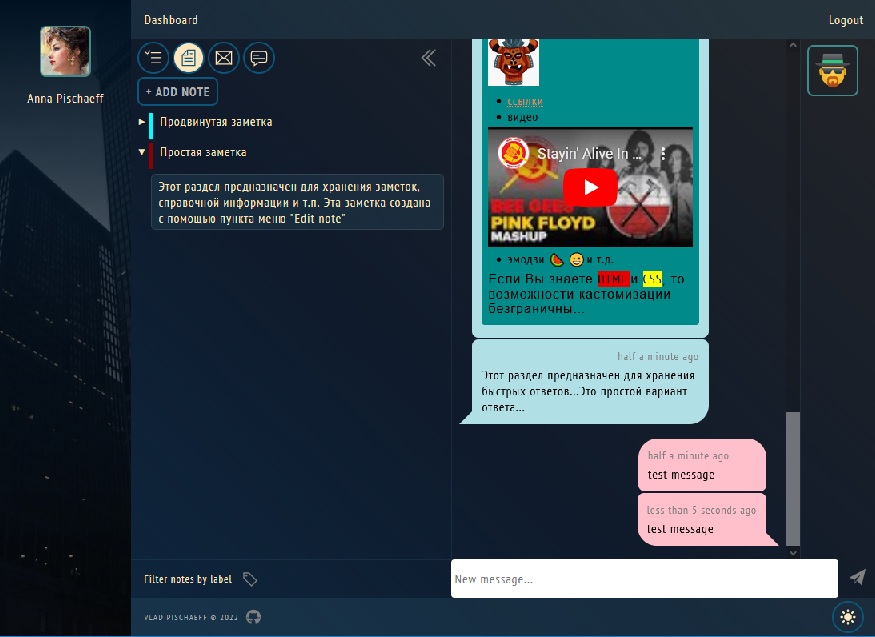 Dashboard
Logout
Anna Pischaeff
+ ADD NOTE
Продвинутая заметка
Простая заметка
Этот раздел предназначен для хранения заметок,
справочной информации и т.п. Эта заметка создана
с помощью пункта меню "Edit note"
ссылки
видео
Stayin' Alive In ...
BEE GEES
PINK FLOYD
MASHUP
эмодзи и т.п.
Если Вы знаете HTML и CSS, то
возможности кастомизации
безграничны...
half a minute ago
Этот раздел предназначен для хранения
быстрых ответов...Это простой вариант
ответа...
half a minute ago
test message
less than 5 seconds ago
test message
Filter notes by label
New message...
VLAD PISCHAEFF © 2022